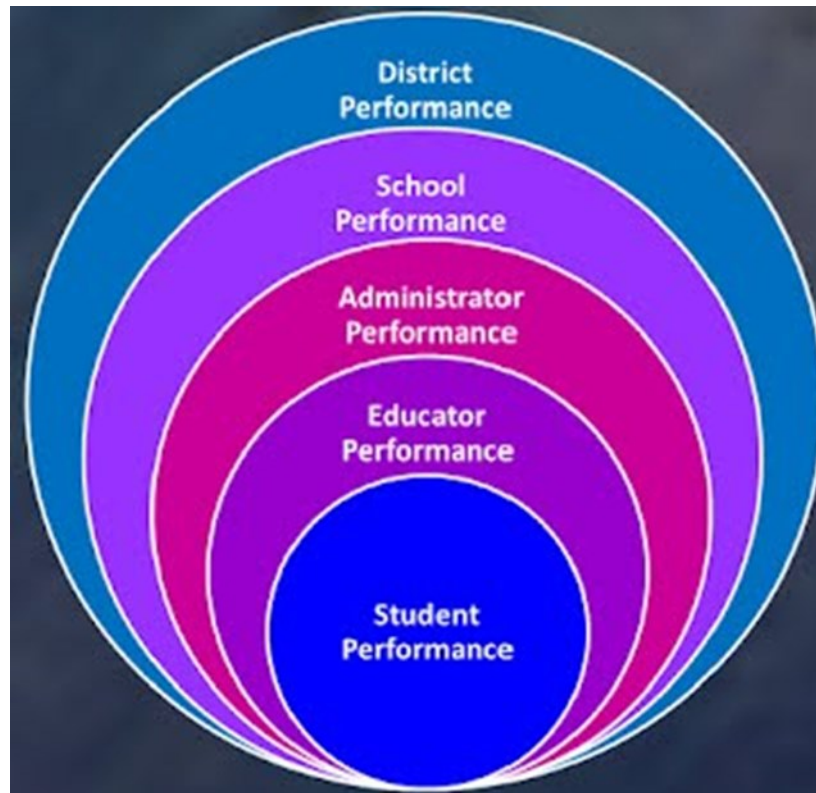 District
Performance
School
Performance
Administrator
Performance
Educator
Performance
Student
Performance